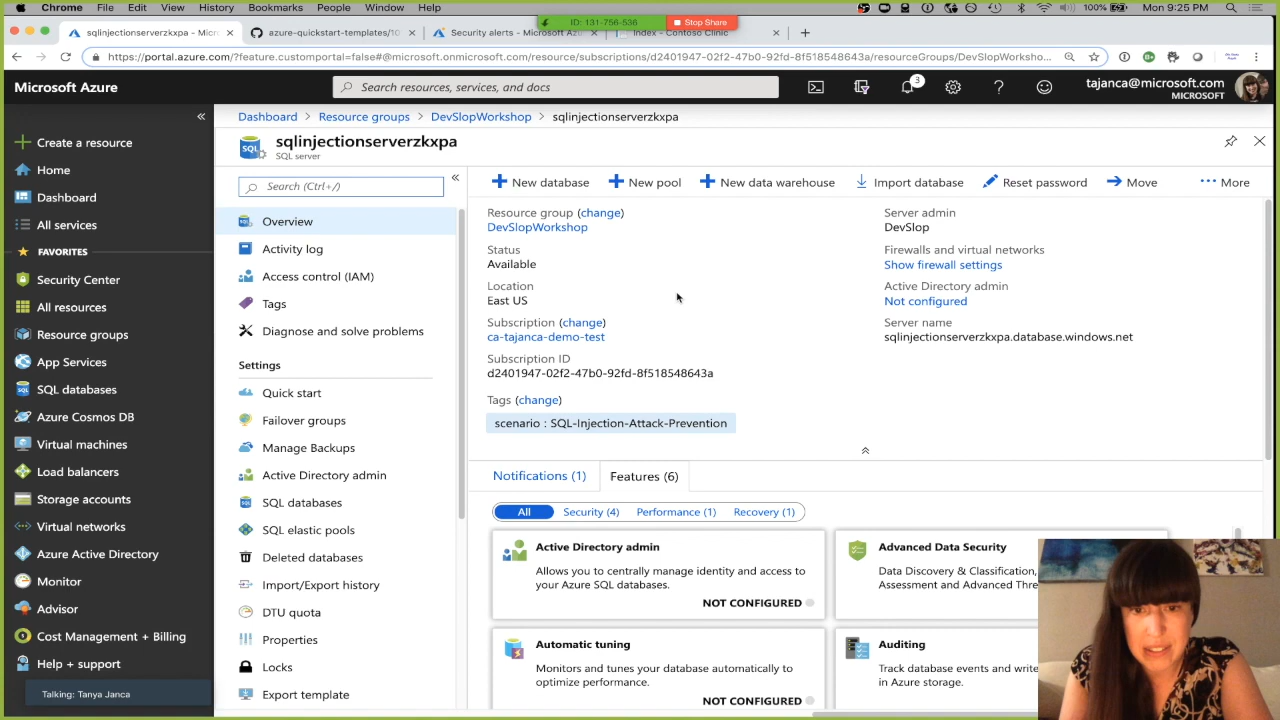 Chrome File Edit View History Bookmarks People Window Help
100% Mon 9:25 PM
ID: 131-756-536 Stop Share
sqlinjectionserverzkxpa - Micr
azure-quickstart-templates/10
Security alerts - Microsoft Azu
Index - Contoso Clinic
https://portal.azure.com/?feature.customportal=false#@microsoft.onmicrosoft.com/resource/subscriptions/d2401947-02f2-47b0-92fd-8f518548643a/resourceGroups/DevSlopWorksho...
Microsoft Azure
Search resources, services, and docs
3
tajanca@microsoft.com
MICROSOFT
Create a resource
Home
Dashboard
All services
FAVORITES
Security Center
All resources
Resource groups
App Services
SQL databases
Azure Cosmos DB
Virtual machines
Load balancers
Storage accounts
Virtual networks
Azure Active Directory
Monitor
Advisor
Cost Management + Billing
Help + support
Talking: Tanya Janca
Dashboard > Resource groups > DevSlopWorkshop > sqlinjectionserverzkxpa
SQL
sqlinjectionserverzkxpa
SQL server
Search (Ctrl+/)
Overview
Activity log
Access control (IAM)
Tags
Diagnose and solve problems
Settings
Quick start
Failover groups
Manage Backups
Active Directory admin
SQL databases
SQL elastic pools
Deleted databases
Import/Export history
DTU quota
Properties
Locks
Export template
New database New pool New data warehouse Import database Reset password Move More
Resource group (change)
DevSlopWorkshop
Status
Available
Location
East US
Subscription (change)
ca-tajanca-demo-test
Subscription ID
d2401947-02f2-47b0-92fd-8f518548643a
Tags (change)
scenario : SQL-Injection-Attack-Prevention
Server admin
DevSlop
Firewalls and virtual networks
Show firewall settings
Active Directory admin
Not configured
Server name
sqlinjectionserverzkxpa.database.windows.net
Notifications (1) Features (6)
All Security (4) Performance (1) Recovery (1)
Active Directory admin
Allows you to centrally manage identity and access to
your Azure SQL databases.
NOT CONFIGURED
Advanced Data Security
Data Discovery & Classification,
Assessment and Advanced Thre
Automatic tuning
Monitors and tunes your database automatically to
optimize performance.
NOT CONFIGURED
Auditing
Track database events and write
in Azure storage.